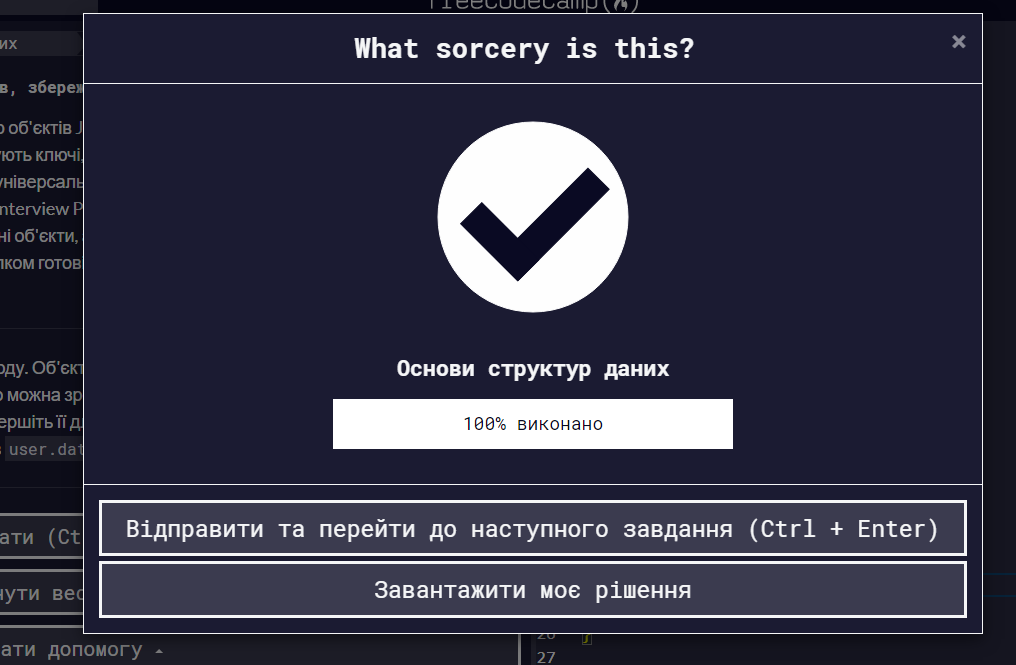 freeCodeCamp
What sorcery is this?
×
их
в, збереж
об'єктів J
ють ключі,
універсаль
nterview P
ні об'єкти,
лком готов
Основи структур даних
100% виконано
оду. Об'єкт
о можна зр
ершіть її д
user.dat
Відправити та перейти до наступного завдання (Ctrl + Enter)
ати (Ct
Завантажити моє рішення
нути вес
ати допомогу
26 }
27